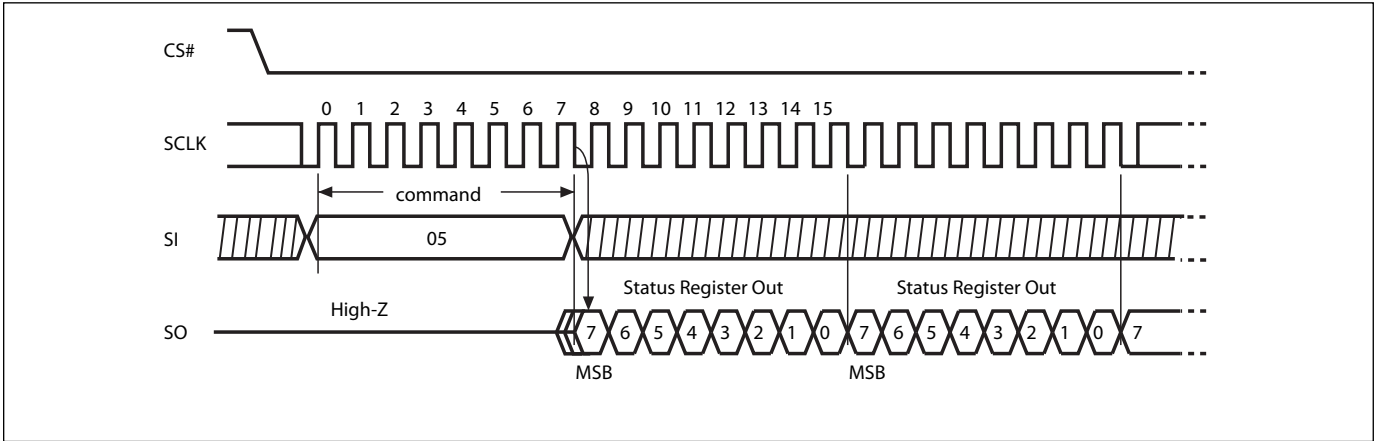 CS#
0 1 2 3 4 5 6 7 8 9 10 11 12 13 14 15
SCLK
command
SI
05
Status Register Out Status Register Out
High-Z
SO
7 6 5 4 3 2 1 0 7 6 5 4 3 2 1 0 7
MSB MSB